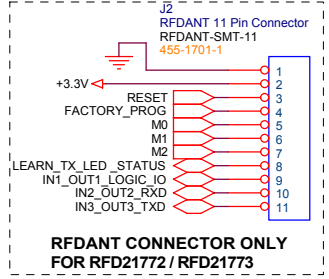 J2
RFDANT 11 Pin Connector
RFDANT-SMT-11
455-1701-1
1
+3.3V 2
RESET 3
FACTORY_PROG 4
M0 5
M1 6
M2 7
LEARN_TX_LED_STATUS 8
IN1_OUT1_LOGIC_IO 9
IN2_OUT2_RXD 10
IN3_OUT3_TXD 11
RFDANT CONNECTOR ONLY
FOR RFD21772 / RFD21773